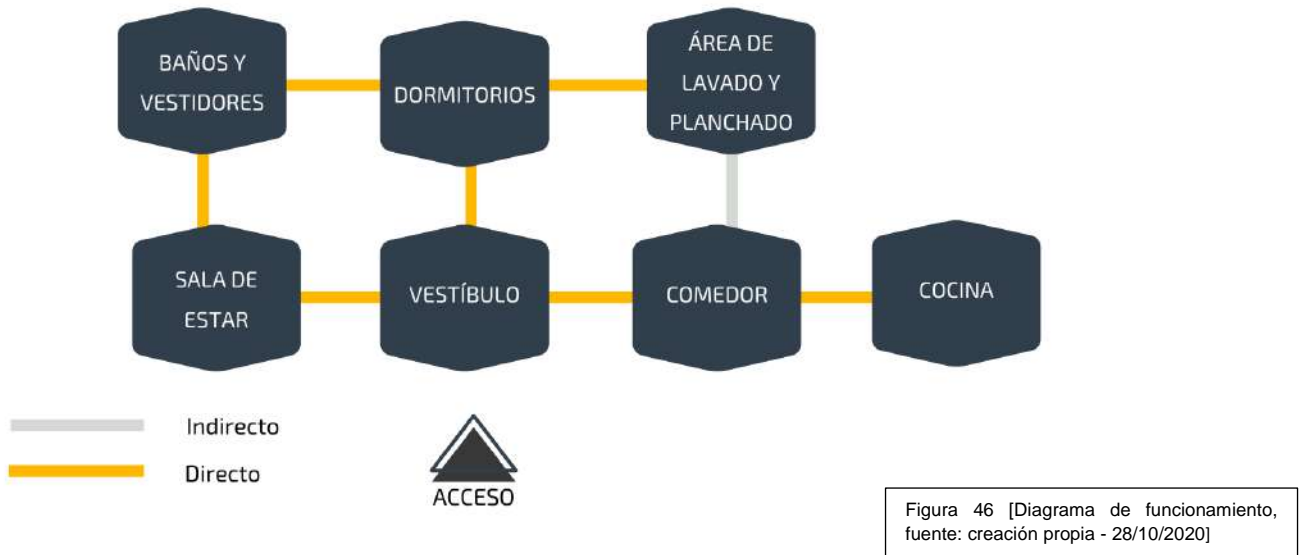 BAÑOS Y
VESTIDORES
DORMITORIOS
ÁREA DE
LAVADO Y
PLANCHADO
SALA DE
ESTAR
VESTÍBULO
COMEDOR
COCINA
Indirecto
Directo
ACCESO
Figura 46 [Diagrama de funcionamiento,
fuente: creación propia - 28/10/2020]